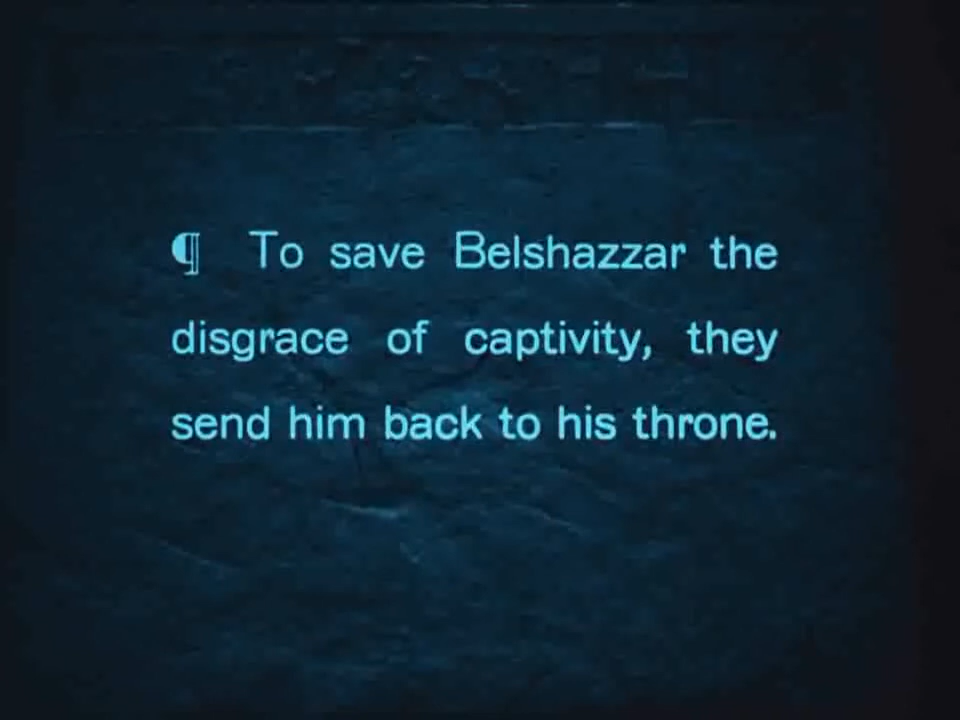 ¶ To save Belshazzar the
disgrace of captivity, they
send him back to his throne.